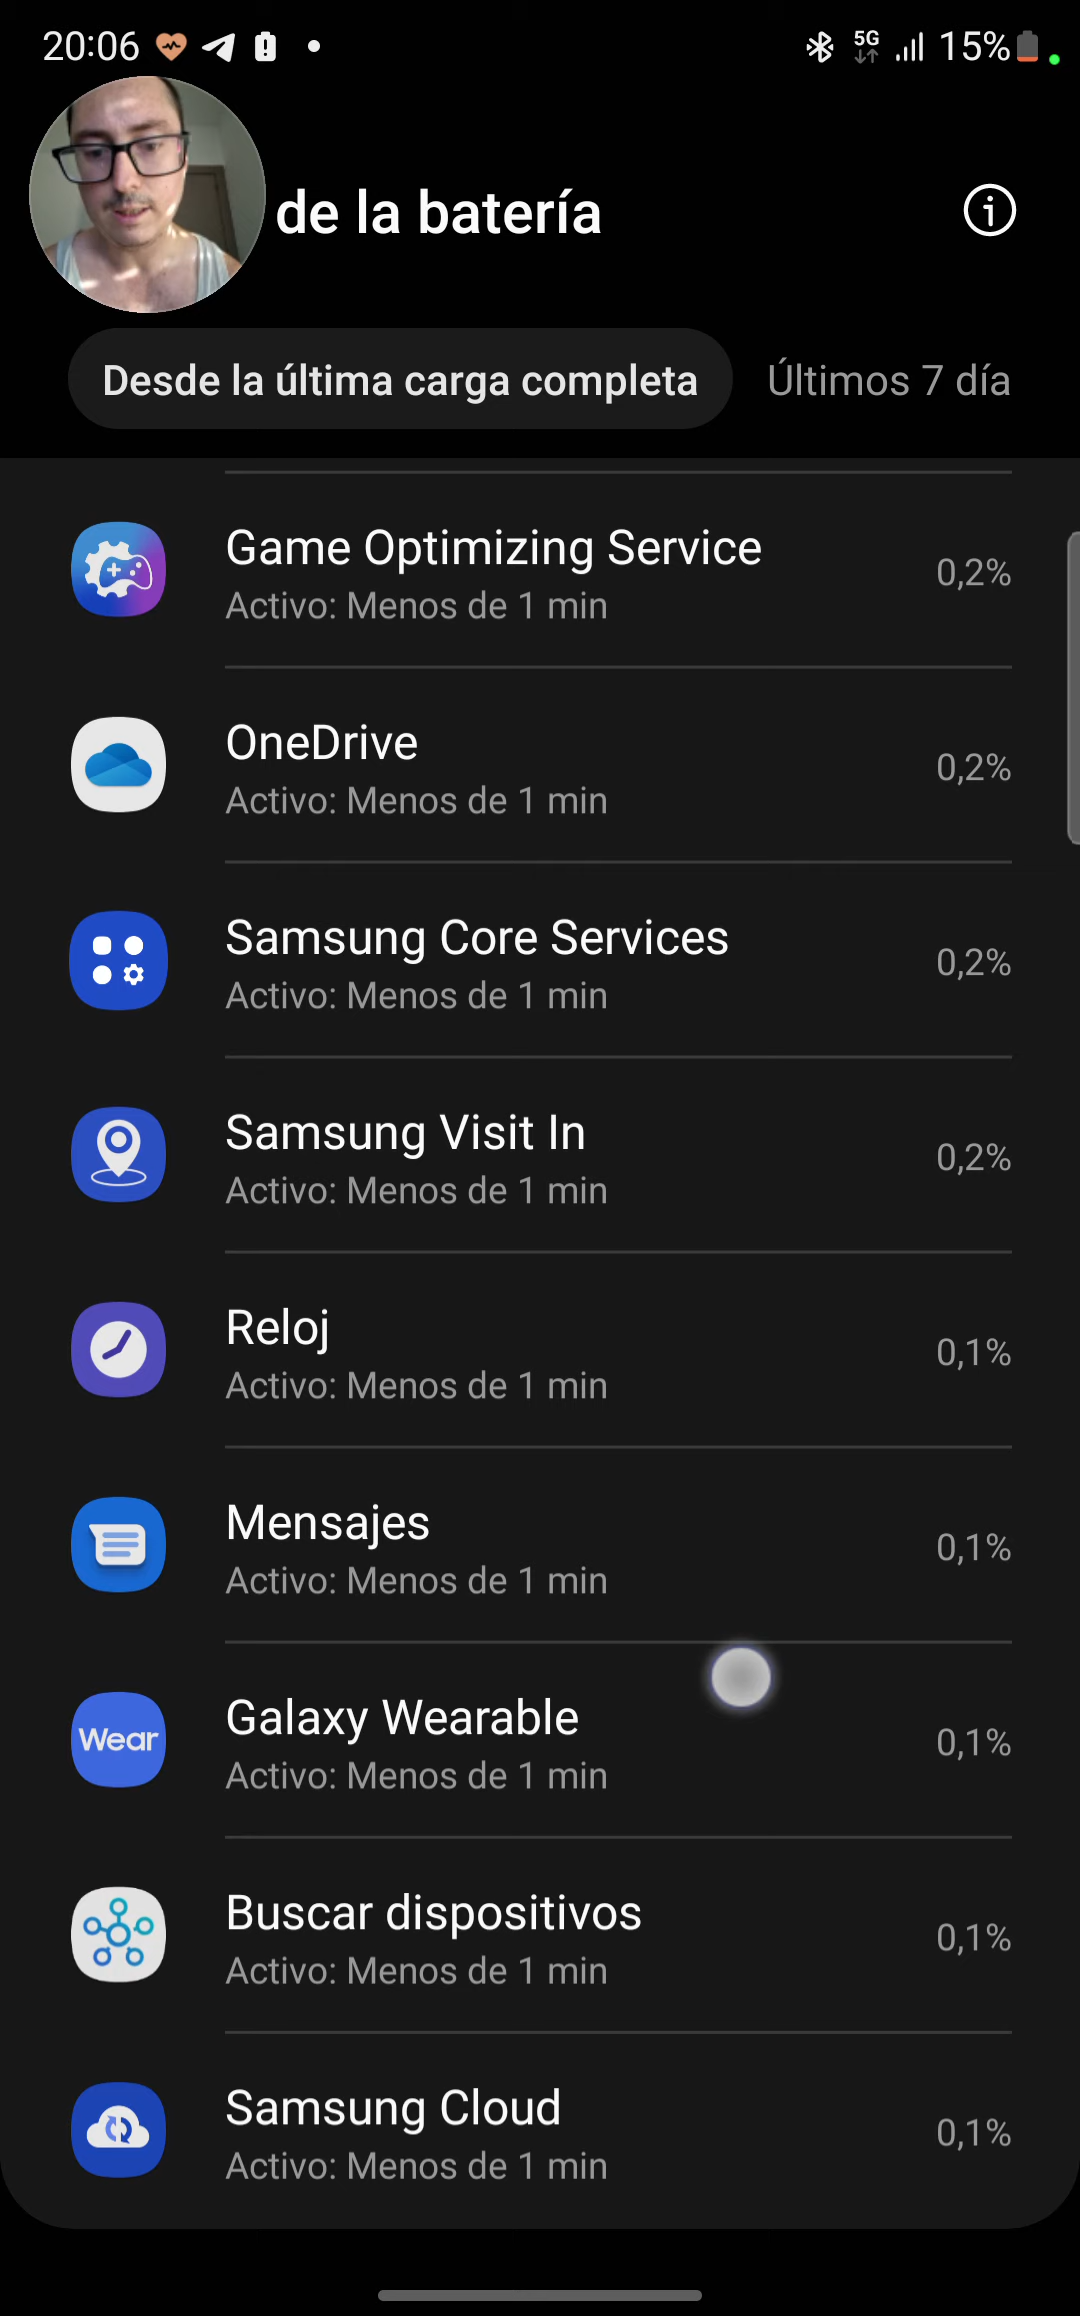 20:06
5G
15%
de la batería
Desde la última carga completa
Últimos 7 día
Game Optimizing Service
0,2%
Activo: Menos de 1 min
OneDrive
0,2%
Activo: Menos de 1 min
Samsung Core Services
0,2%
Activo: Menos de 1 min
Samsung Visit In
0,2%
Activo: Menos de 1 min
Reloj
0,1%
Activo: Menos de 1 min
Mensajes
0,1%
Activo: Menos de 1 min
Wear
Galaxy Wearable
0,1%
Activo: Menos de 1 min
Buscar dispositivos
0,1%
Activo: Menos de 1 min
Samsung Cloud
0,1%
Activo: Menos de 1 min